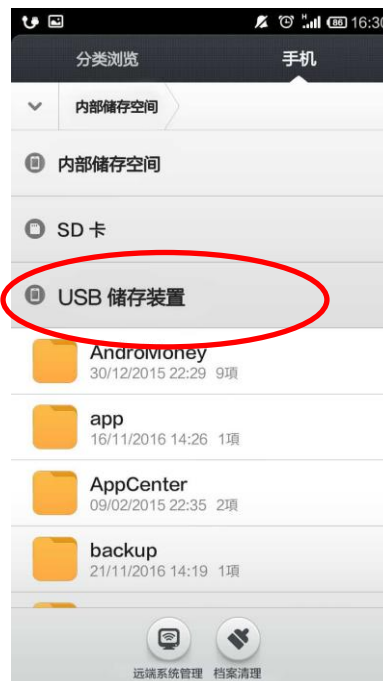 86 16:30
分类浏览 手机
内部储存空间
内部储存空间
SD 卡
USB 储存装置
AndroMoney
30/12/2015 22:29 9項
app
16/11/2016 14:26 1項
AppCenter
09/02/2015 22:35 2項
backup
21/11/2016 14:19 1項
远端系统管理 档案清理